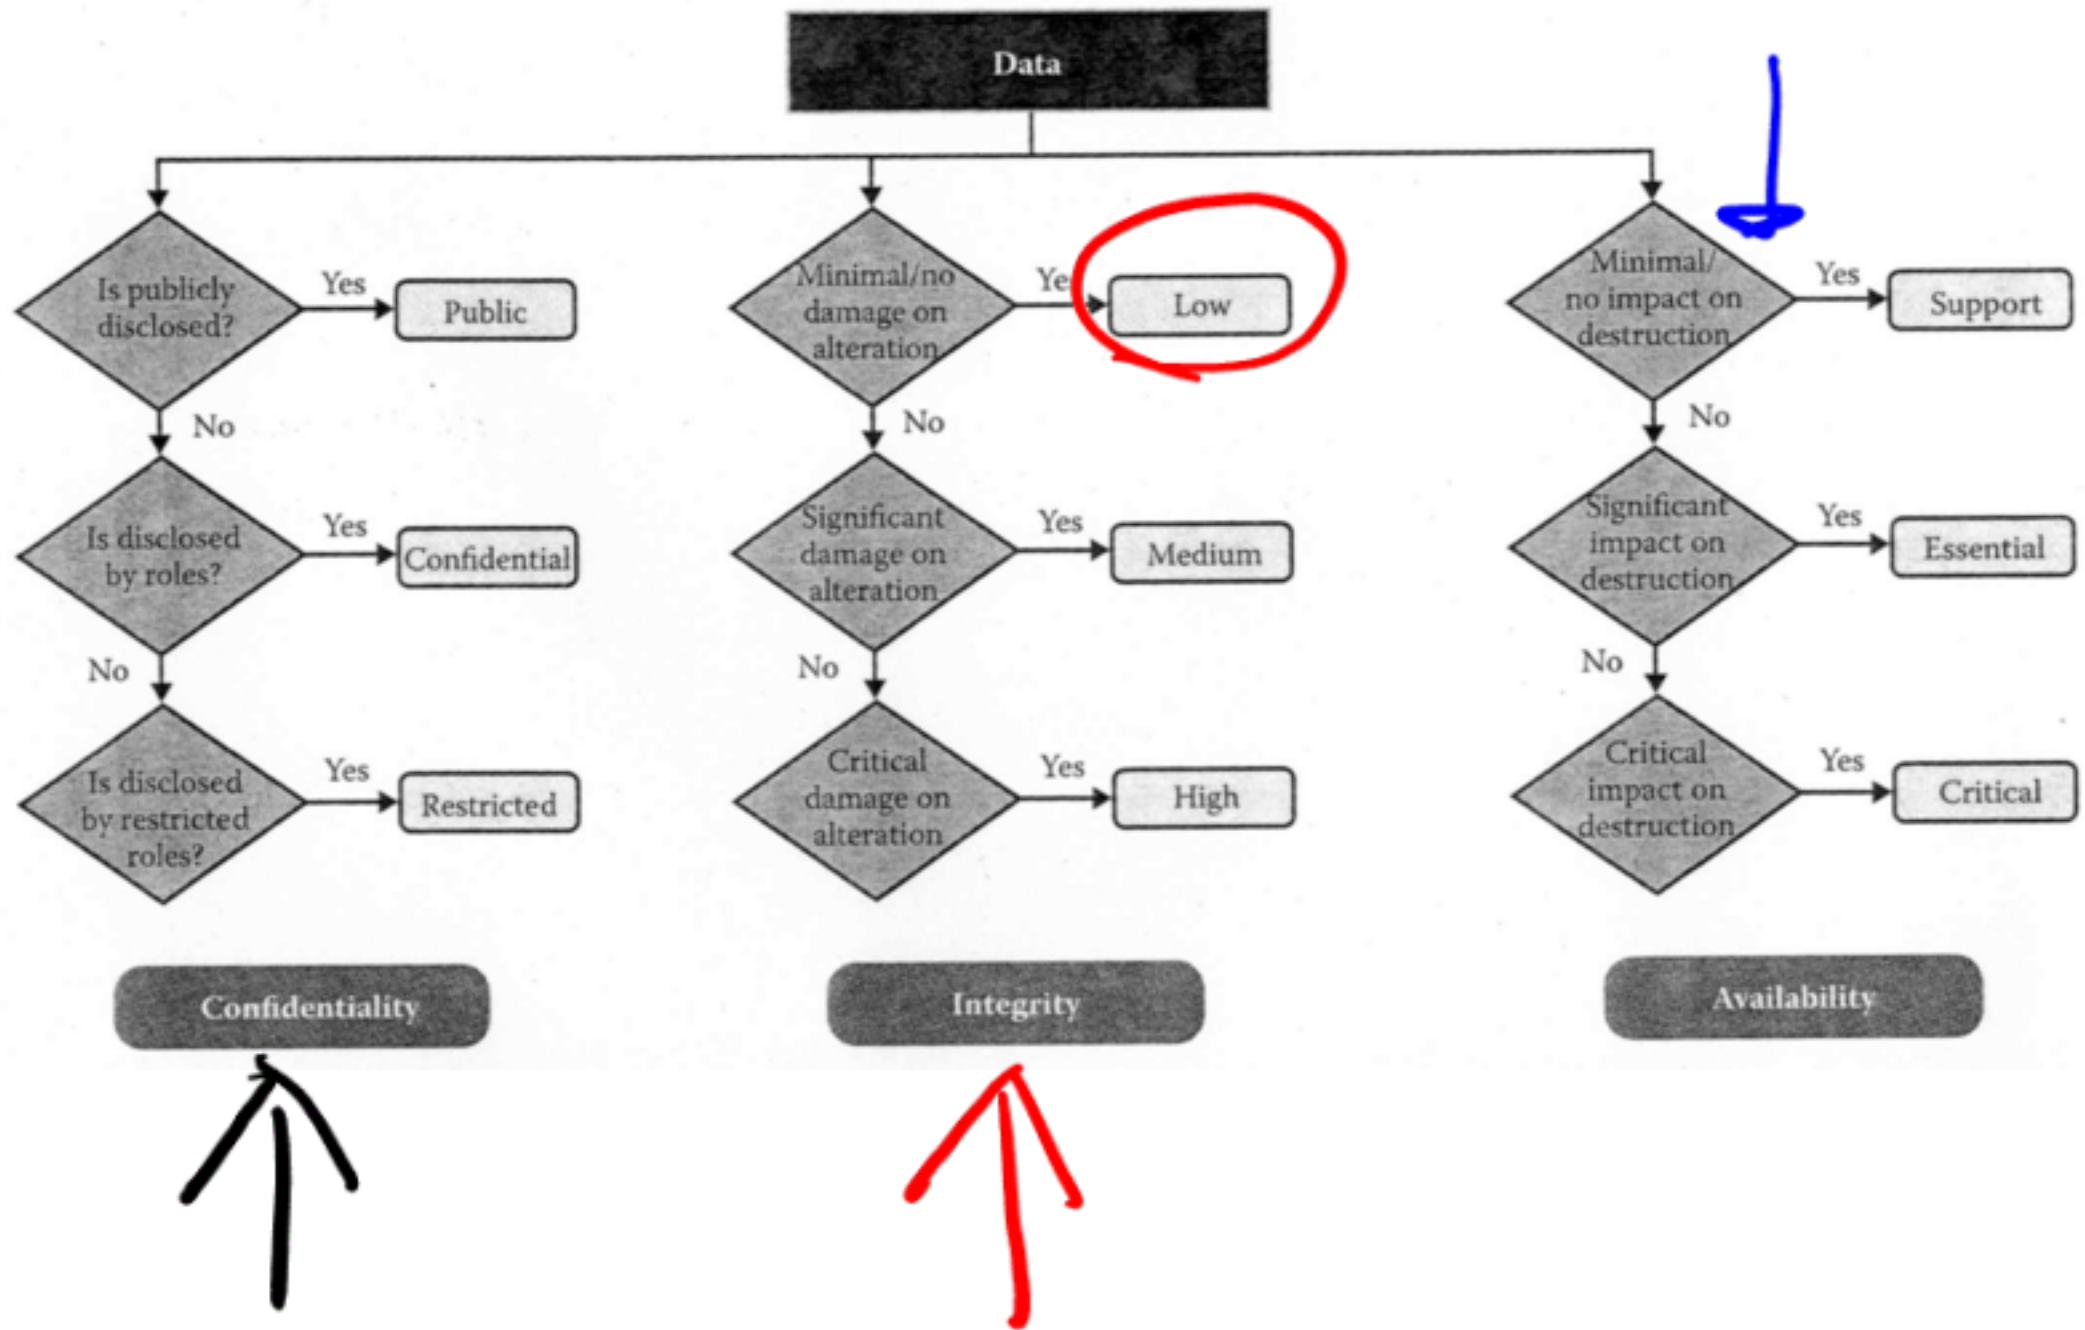 Data
Is publicly
disclosed?
Yes
Public
No
Is disclosed
by roles?
Yes
Confidential
No
Is disclosed
by restricted
roles?
Yes
Restricted
Confidentiality
Minimal/no
damage on
alteration
Yes
Low
No
Significant
damage on
alteration
Yes
Medium
No
Critical
damage on
alteration
Yes
High
Integrity
Minimal/
no impact on
destruction
Yes
Support
No
Significant
impact on
destruction
Yes
Essential
No
Critical
impact on
destruction
Yes
Critical
Availability